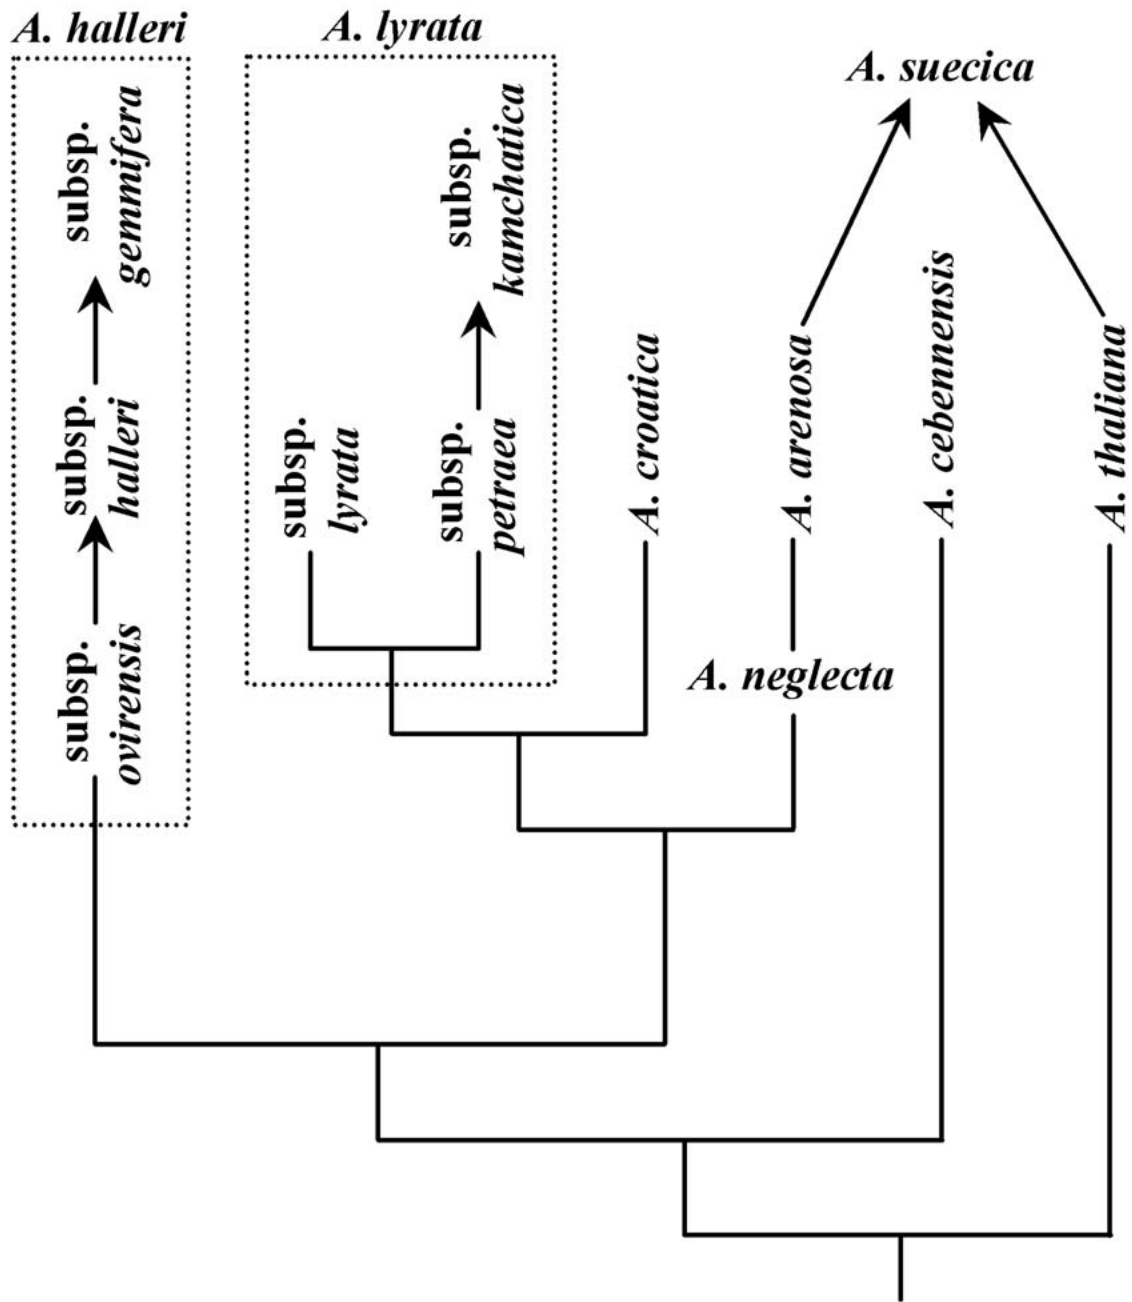 A. halleri
A. lyrata
A. suecica
subsp.
gemmifera
subsp.
kamchatica
subsp.
halleri
subsp.
lyrata
subsp.
petraea
A. croatica
A. arenosa
A. cebennensis
A. thaliana
subsp.
ovirensis
A. neglecta